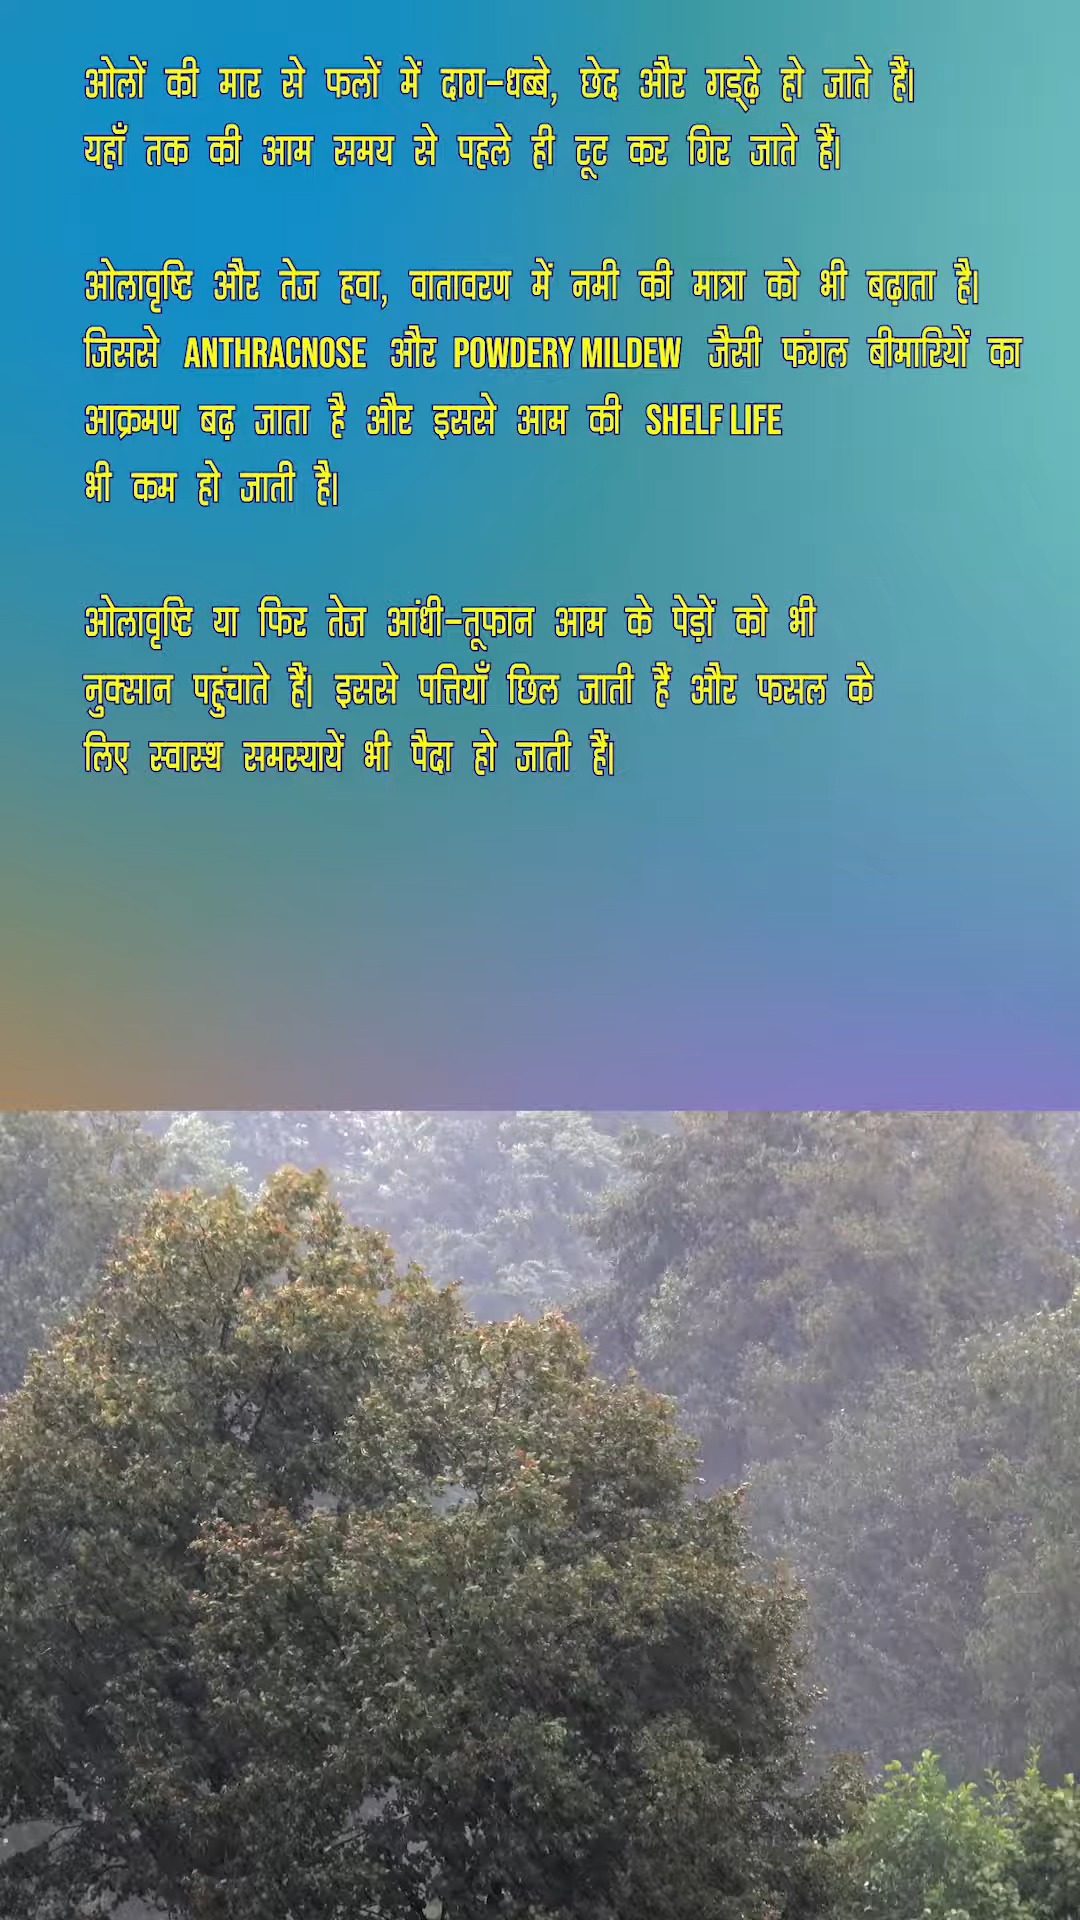 ओलों की मार से फलों में दाग-धब्बे, छेद और गड्ढ़े हो जाते हैं।
यहाँ तक की आम समय से पहले ही टूट कर गिर जाते हैं।
ओलावृष्टि और तेज हवा, वातावरण में नमी की मात्रा को भी बढ़ाता है।
जिससे ANTHRACNOSE और POWDERY MILDEW जैसी फंगल बीमारियों का
आक्रमण बढ़ जाता है और इससे आम की SHELF LIFE
भी कम हो जाती है।
ओलावृष्टि या फिर तेज आंधी-तूफान आम के पेड़ों को भी
नुक्सान पहुंचाते हैं। इससे पत्तियाँ छिल जाती हैं और फसल के
लिए स्वास्थ समस्यायें भी पैदा हो जाती हैं।